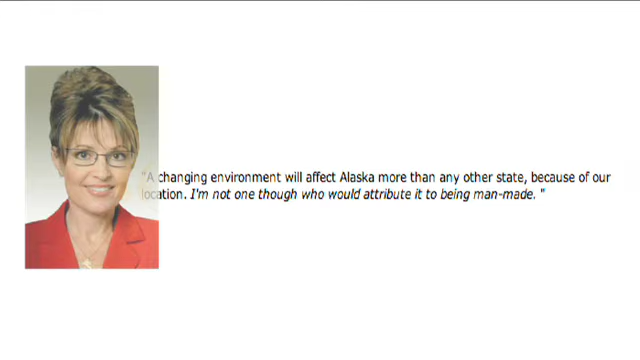 "A changing environment will affect Alaska more than any other state, because of our
location. I'm not one though who would attribute it to being man-made. "